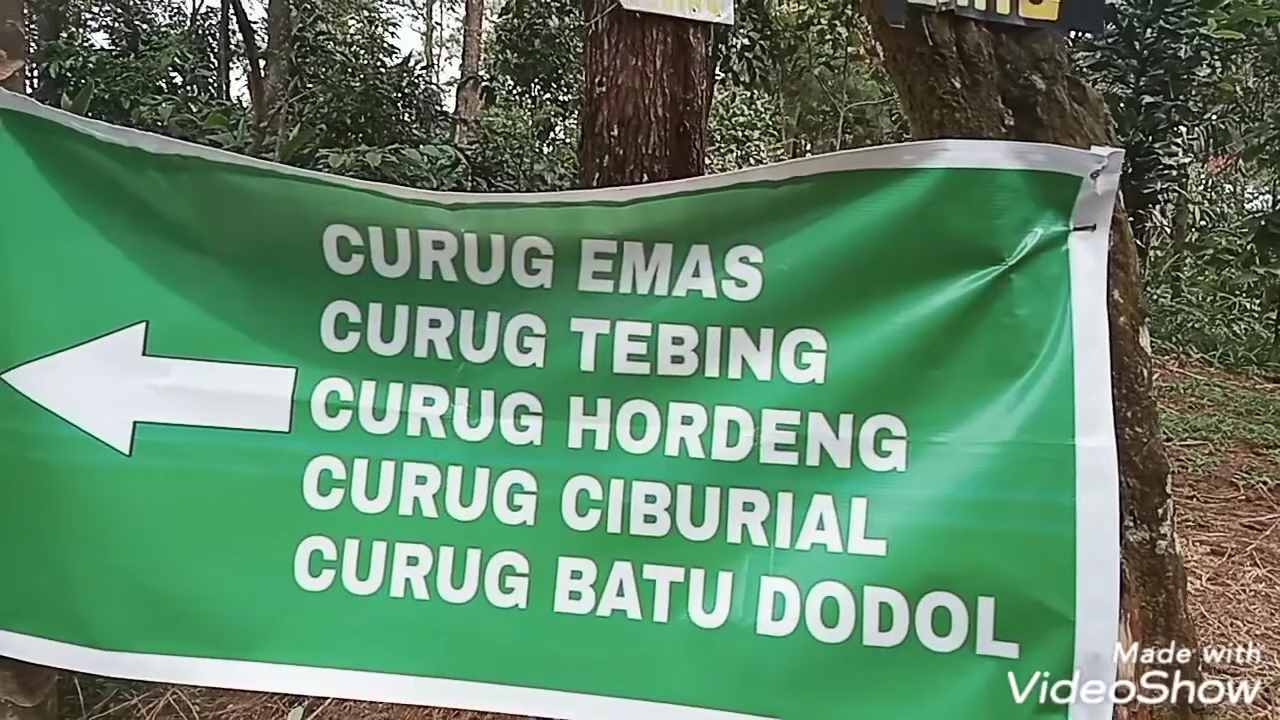 CURUG EMAS
CURUG TEBING
CURUG HORDENG
CURUG CIBURIAL
CURUG BATU DODOL
Made with
VideoShow